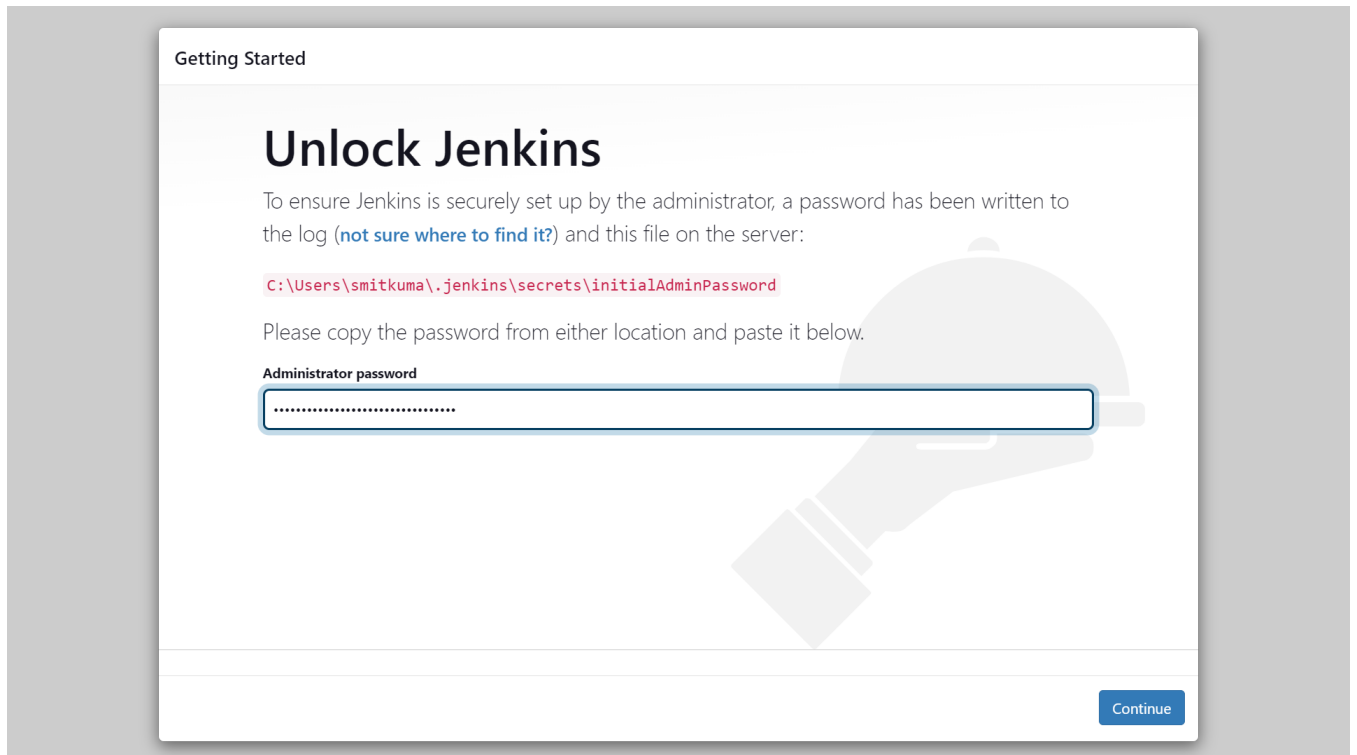 Getting Started
Unlock Jenkins
To ensure Jenkins is securely set up by the administrator, a password has been written to
the log (not sure where to find it?) and this file on the server:
C:\Users\smitkuma\.jenkins\secrets\initialAdminPassword
Please copy the password from either location and paste it below.
Administrator password
Continue